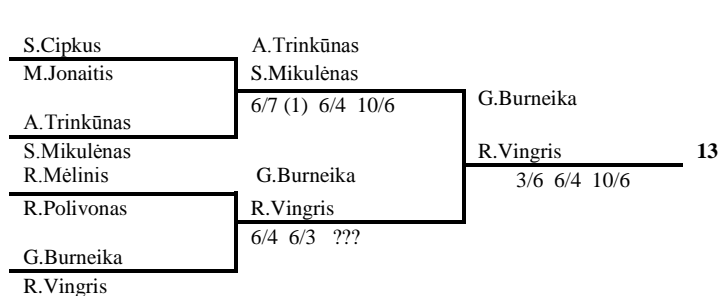 S.Cipkus
M.Jonaitis
A.Trinkūnas
S.Mikulėnas
R.Mėlinis
R.Polivonas
G.Burneika
R.Vingris
A.Trinkūnas
S.Mikulėnas
6/7 (1) 6/4 10/6
G.Burneika
R.Vingris
6/4 6/3 ???
G.Burneika
R.Vingris
3/6 6/4 10/6
13